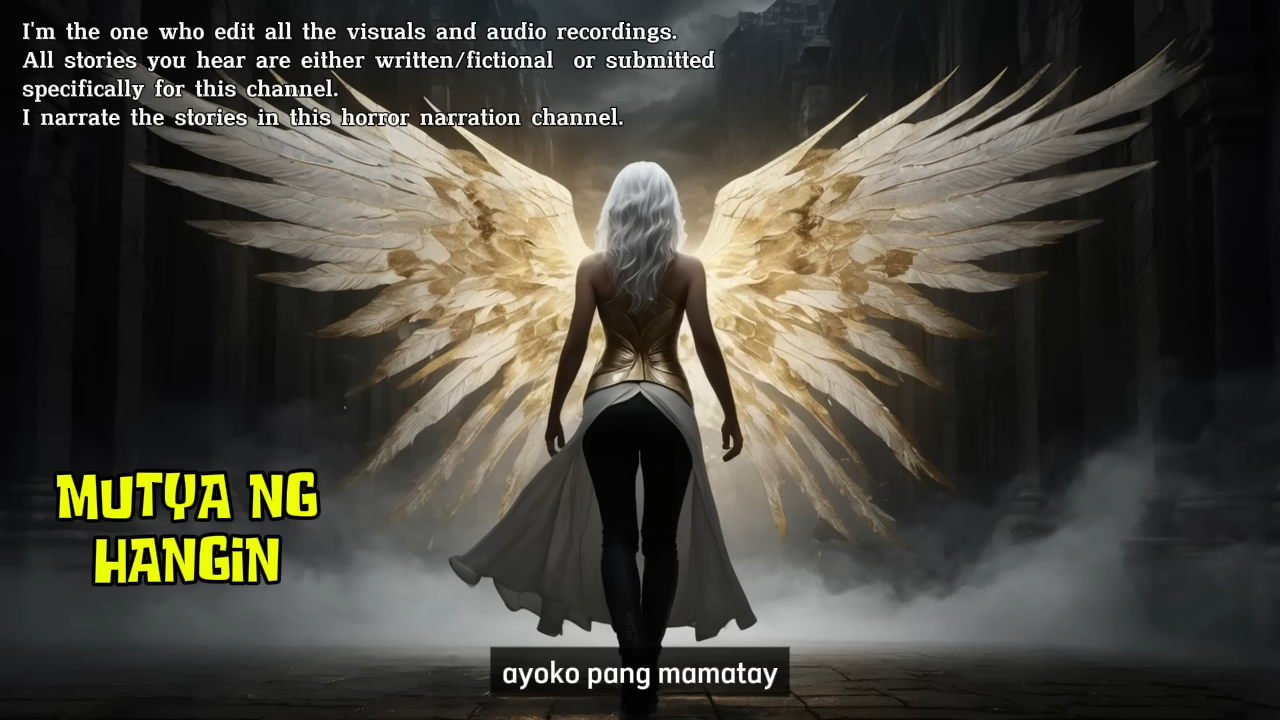 I'm the one who edit all the visuals and audio recordings.
All stories you hear are either written/fictional or submitted
specifically for this channel.
I narrate the stories in this horror narration channel.
MUTYA NG
HANGIN
ayoko pang mamatay